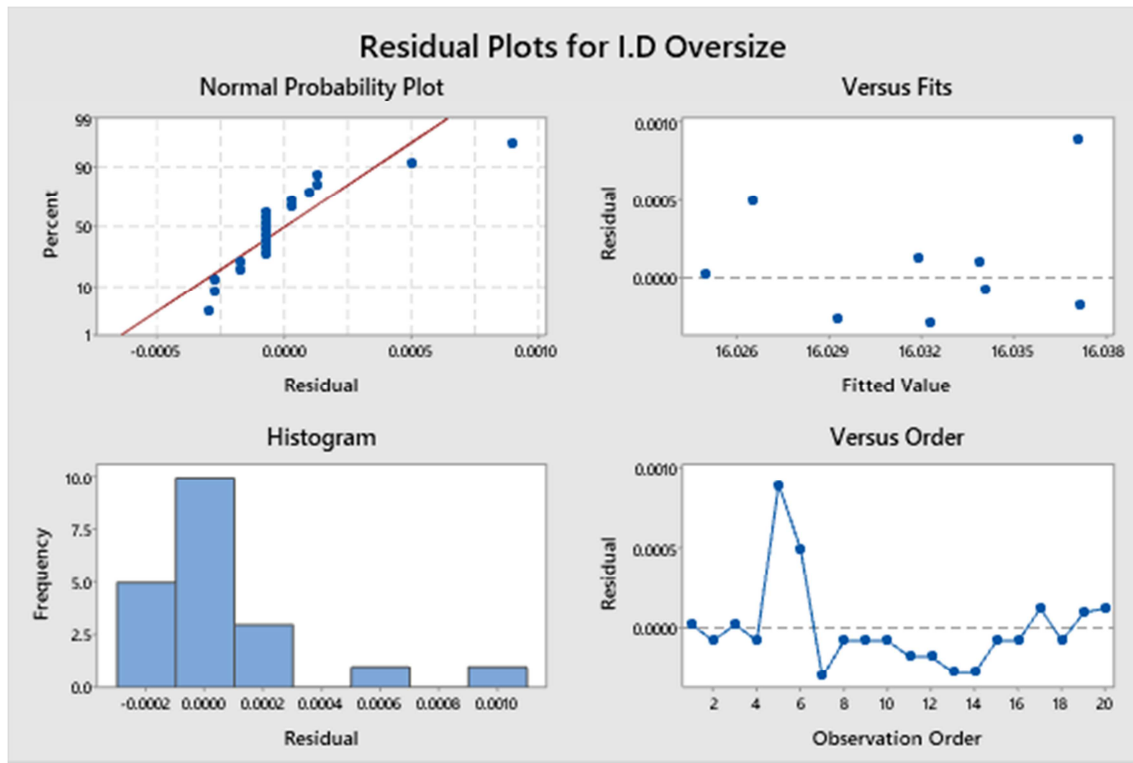 Residual Plots for I.D Oversize
Normal Probability Plot
99
90
50
10
1
Percent
-0.0005 0.0000 0.0005 0.0010
Residual
Versus Fits
0.0010
0.0005
0.0000
Residual
16.026 16.029 16.032 16.035 16.038
Fitted Value
Histogram
10.0
7.5
5.0
2.5
0.0
Frequency
-0.0002 0.0000 0.0002 0.0004 0.0006 0.0008 0.0010
Residual
Versus Order
0.0010
0.0005
0.0000
Residual
2 4 6 8 10 12 14 16 18 20
Observation Order